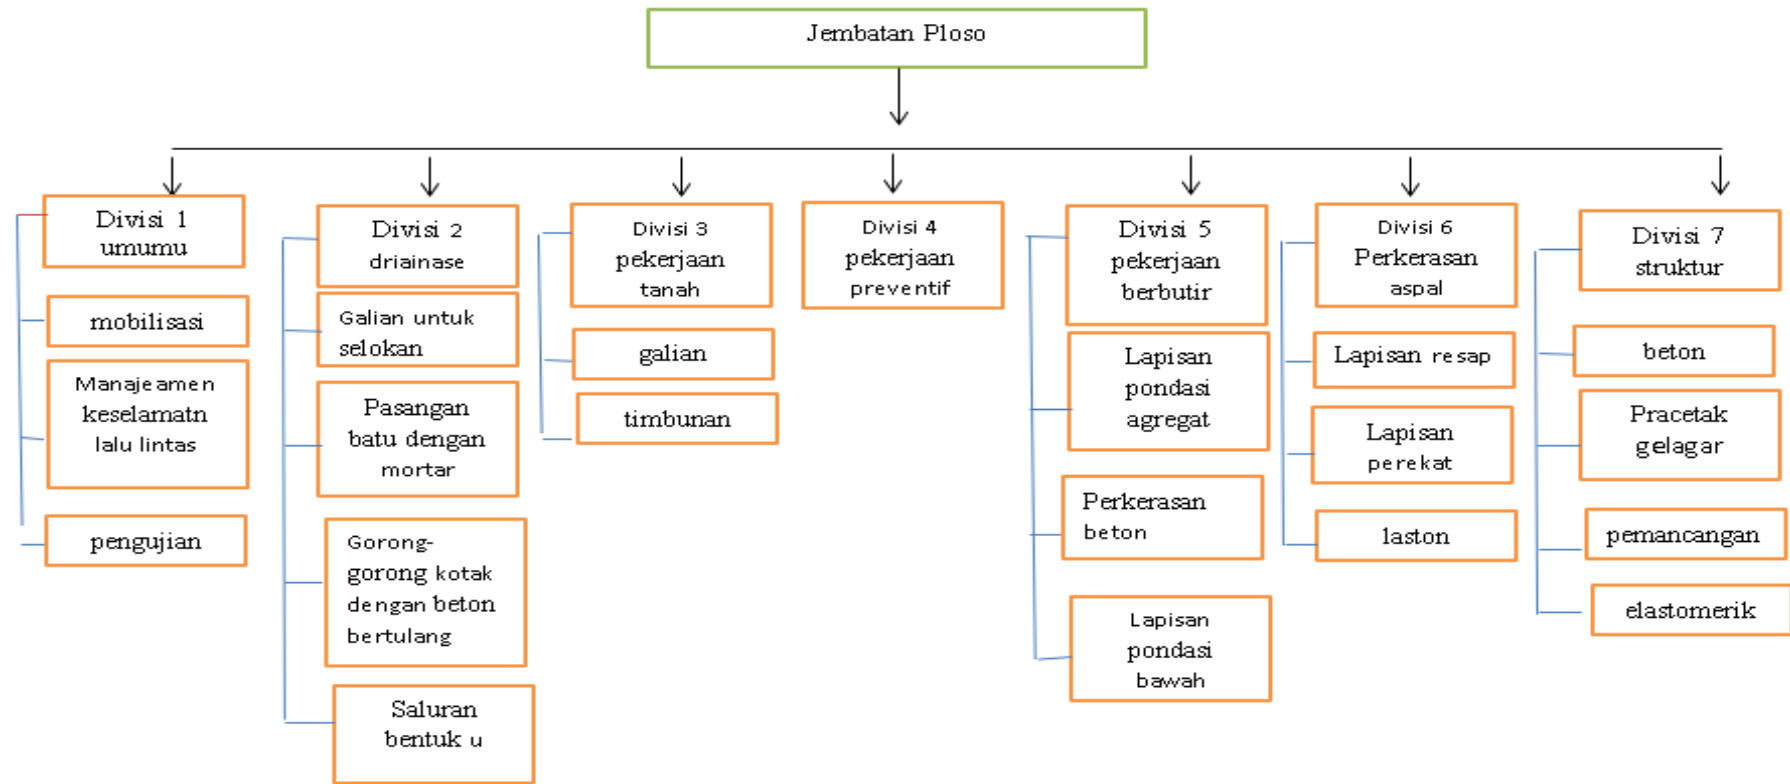 Jembatan Ploso
Divisi 1
umumu
mobilisasi
Manajeamen
keselamatn
lalu lintas
pengujian
Divisi 2
driainase
Galian untuk
selokan
Pasangan
batu dengan
mortar
Gorong-
gorong kotak
dengan beton
bertulang
Saluran
bentuk u
Divisi 3
pekerjaan
tanah
galian
timbunan
Divisi 4
pekerjaan
preventif
Divisi 5
pekerjaan
berbutir
Lapisan
pondasi
agregat
Perkerasan
beton
Lapisan
pondasi
bawah
Divisi 6
Perkerasan
aspal
Lapisan resap
Lapisan
perekat
laston
Divisi 7
struktur
beton
Pracetak
gelagar
pemancangan
elastomerik